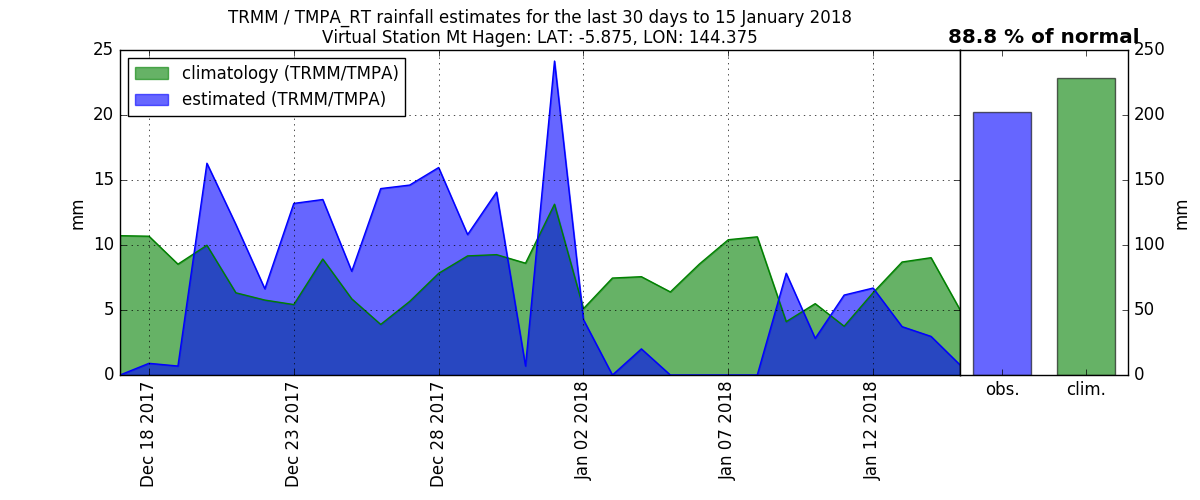 TRMM / TMPA_RT rainfall estimates for the last 30 days to 15 January 2018
Virtual Station Mt Hagen: LAT: -5.875, LON: 144.375
88.8 % of normal
climatology (TRMM/TMPA)
estimated (TRMM/TMPA)
25
20
15
10
5
0
mm
Dec 18 2017
Dec 23 2017
Dec 28 2017
Jan 02 2018
Jan 07 2018
Jan 12 2018
250
200
150
100
50
0
mm
obs.
clim.